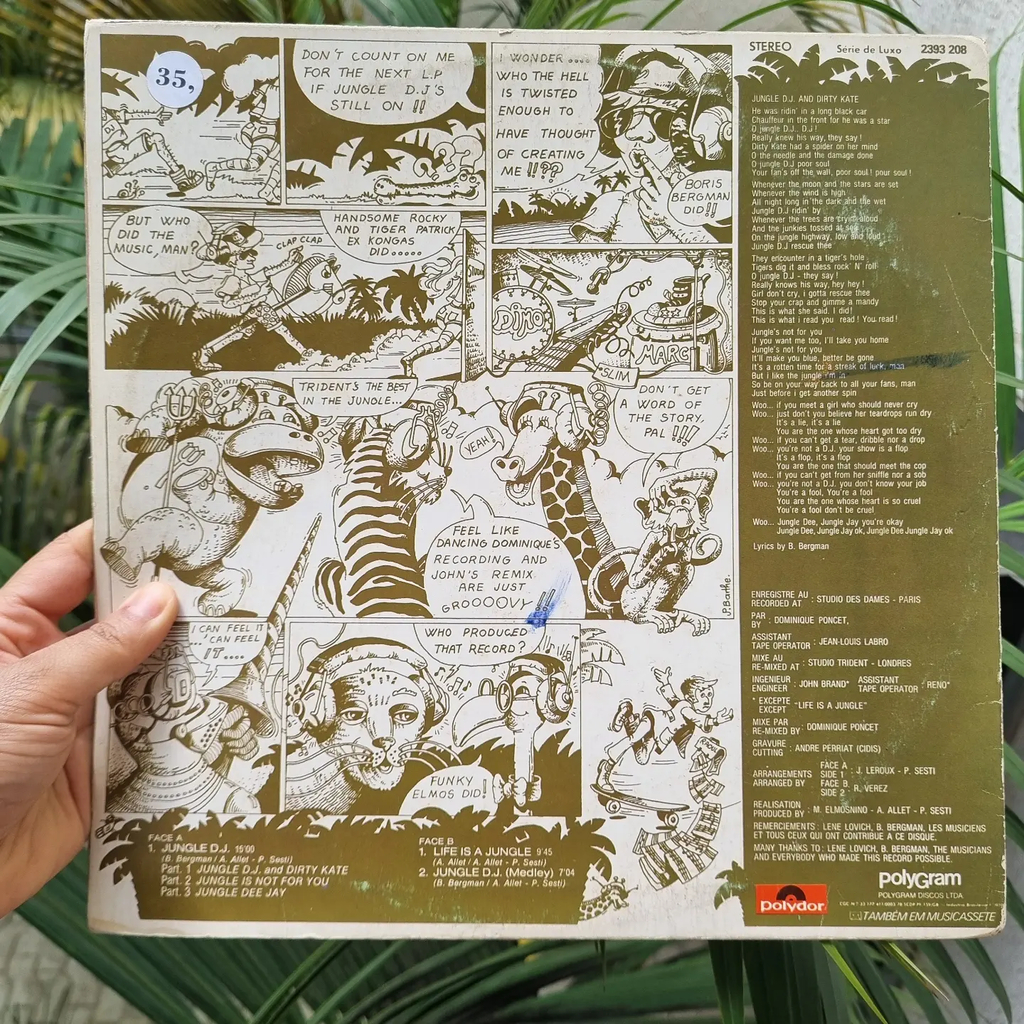 35,
DON'T COUNT ON ME
FOR THE NEXT L.P
IF JUNGLE D.J'S
STILL ON !!
I WONDER ....
WHO THE HELL
IS TWISTED
ENOUGH TO
HAVE THOUGHT
OF CREATING
ME !!??
BORIS
BERGMAN
DID!!
BUT WHO
DID THE
MUSIC, MAN?
CLAP CLAP
HANDSOME ROCKY
AND TIGER PATRICK
EX KONGAS
DID.....
DINO
MARC
SLIM
TRIDENT'S THE BEST
IN THE JUNGLE...
YEAH!
DON'T GET
A WORD OF
THE STORY,
PAL !!!
FEEL LIKE
DANCING DOMINIQUE'S
RECORDING AND
JOHN'S REMIX
ARE JUST
GROOOOVY
J.P.Barthe.
I CAN FEEL IT
I CAN FEEL
IT....
WHO PRODUCED
THAT RECORD?
FUNKY
ELMOS DID!
FACE A
1. JUNGLE D.J. 15'00
(B. Bergman / A. Allet - P. Sesti)
Part. 1 JUNGLE D.J. and DIRTY KATE
Part. 2 JUNGLE IS NOT FOR YOU
Part. 3 JUNGLE DEE JAY
FACE B
1. LIFE IS A JUNGLE 9'45
(A. Allet / A. Allet - P. Sesti)
2. JUNGLE D.J. (Medley) 7'04
(B. Bergman / A. Allet - P. Sesti)
STEREO Série de Luxo 2393 208
JUNGLE D.J. AND DIRTY KATE
He was ridin' in a long black car
Chauffeur in the front for he was a star
O jungle D.J.. D.J !
Really knew his way, they say !
Disty Kate had a spider on her mind
O the needle and the damage done
O jungle D.J poor soul
Your fan's off the wall, poor soul ! pour soul !
Whenever the moon and the stars are set
Whenever the wind is high
All night long in the dark and the wet
Jungle D.J ridin' by
Whenever the trees are cryin' aloud
And the junkies tossed at sea
On the jungle highway, low and loud
Jungle D.J rescue thee
They encounter in a tiger's hole
Tigers dig it and bless rock' N' roll
O jungle D.J - they say !
Really knows his way, hey hey !
Girl don't cry, i gotta rescue thee
Stop your crap and gimme a mandy
This is what she said. I did!
This is what i read you read ! You read !
Jungle's not for you
If you want me too, I'll take you home
Jungle's not for you
It'll make you blue, better be gone
It's a rotten time for a streak of luck, man
But i like the jungle i'm in
So be on your way back to all your fans, man
Just before i get another spin
Woo... if you meet a girl who should never cry
Woo... just don't you believe her teardrops run dry
It's a lie, it's a lie
You are the one whose heart got too dry
Woo... if you can't get a tear, dribble nor a drop
Woo... you're not a D.J. your show is a flop
It's a flop, it's a flop
You are the one that should meet the cop
Woo... if you can't get from her sniffle nor a sob
Woo... you're not a D.J. you don't know your job
You're a fool, You're a fool
You are the one whose heart is so cruel
You're a fool don't be cruel
Woo... Jungle Dee, Jungle Jay you're okay
Jungle Dee, Jungle Jay ok, Jungle Dee Jungle Jay ok
Lyrics by B. Bergman
ENREGISTRE AU
RECORDED AT : STUDIO DES DAMES - PARIS
PAR
BY : DOMINIQUE PONCET,
ASSISTANT
TAPE OPERATOR : JEAN-LOUIS LABRO
MIXE AU
RE-MIXED AT : STUDIO TRIDENT - LONDRES
INGENIEUR
ENGINEER : JOHN BRAND* ASSISTANT
TAPE OPERATOR : RENO*
* EXCEPTE
EXCEPT - "LIFE IS A JUNGLE"
MIXE PAR
RE-MIXED BY : DOMINIQUE PONCET
GRAVURE
CUTTING : ANDRE PERRIAT (CIDIS)
ARRANGEMENTS
ARRANGED BY
FACE A
SIDE 1 : J. LEROUX - P. SESTI
FACE B
SIDE 2 : R. VEREZ
REALISATION
PRODUCED BY : M. ELMOSNINO - A. ALLET - P. SESTI
REMERCIEMENTS: LENE LOVICH, B. BERGMAN, LES MUSICIENS
ET TOUS CEUX QUI ONT CONTRIBUE A CE DISQUE.
MANY THANKS TO: LENE LOVICH, B. BERGMAN, THE MUSICIANS
AND EVERYBODY WHO MADE THIS RECORD POSSIBLE.
polydor
polyGram
POLYGRAM DISCOS LTDA.
TAMBÉM EM MUSICASSETE